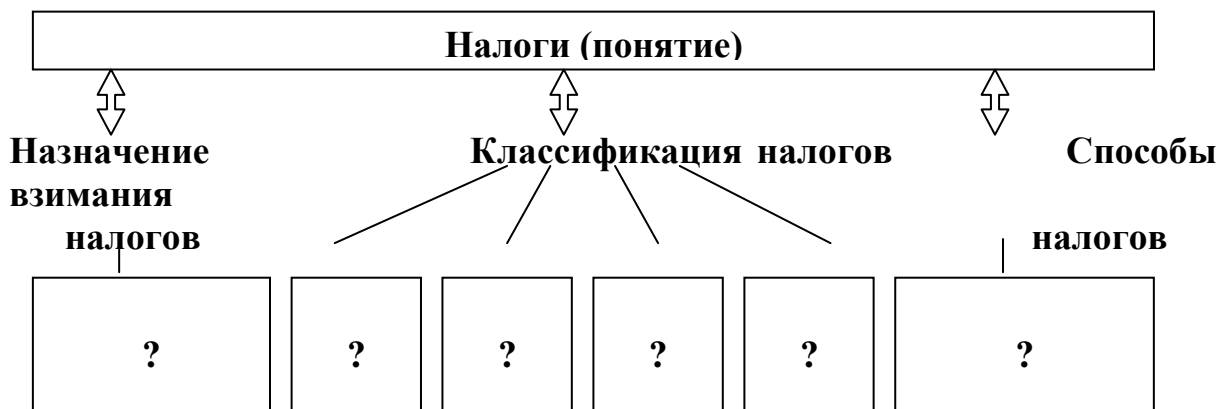 Налоги (понятие)
Назначение Классификация налогов Способы
взимания
налогов налогов
? ? ? ? ? ?